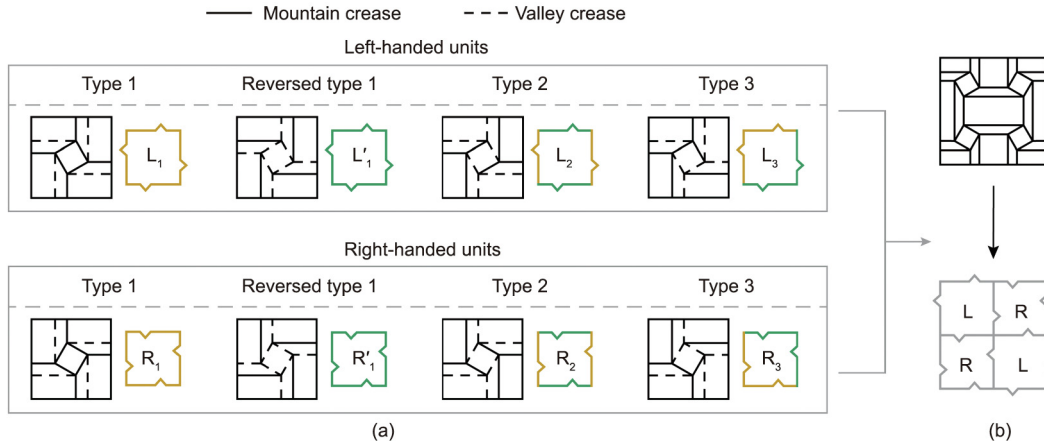 Mountain crease
Valley crease
Left-handed units
Type 1
Reversed type 1
Type 2
Type 3
L₁
L′₁
L₂
L₃
Right-handed units
Type 1
Reversed type 1
Type 2
Type 3
R₁
R′₁
R₂
R₃
(a)
L
R
R
L
(b)